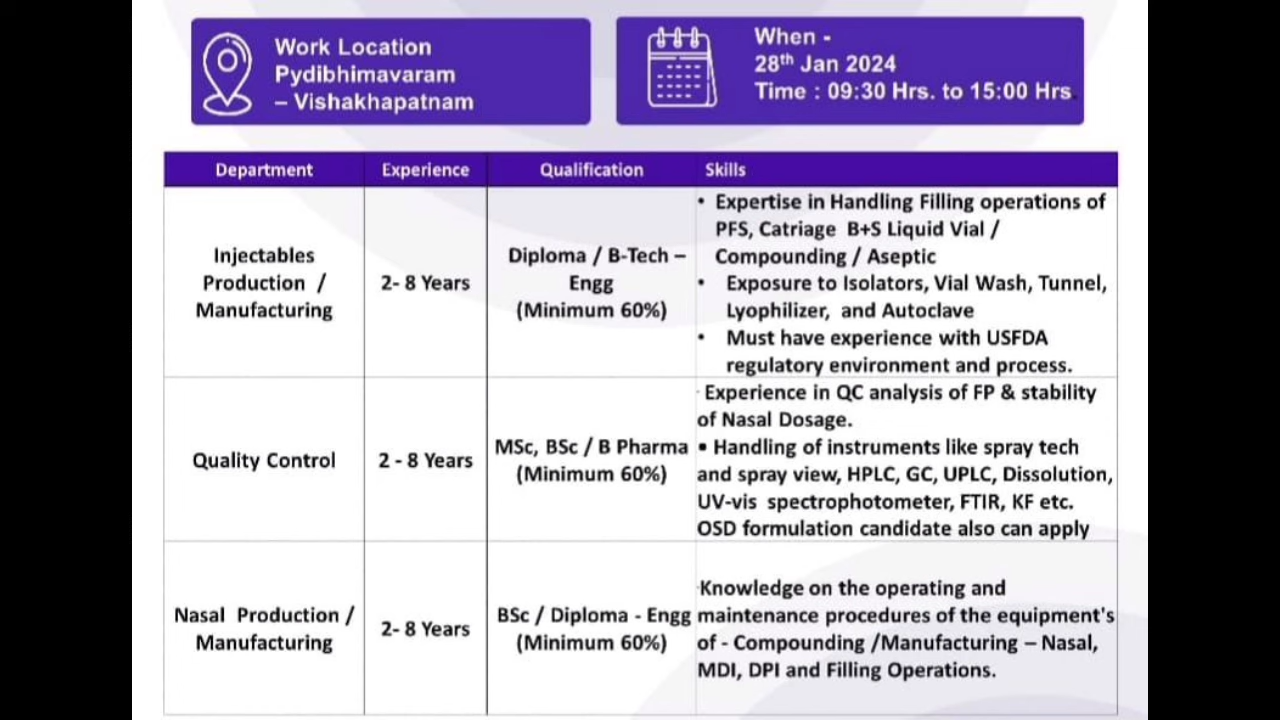 Work Location
Pydibhimavaram
– Vishakhapatnam
When -
28th Jan 2024
Time : 09:30 Hrs. to 15:00 Hrs.
Department Experience Qualification Skills
Injectables
Production /
Manufacturing
2- 8 Years
Diploma / B-Tech –
Engg
(Minimum 60%)
• Expertise in Handling Filling operations of
PFS, Catriage B+S Liquid Vial /
Compounding / Aseptic
• Exposure to Isolators, Vial Wash, Tunnel,
Lyophilizer, and Autoclave
• Must have experience with USFDA
regulatory environment and process.
Quality Control
2 - 8 Years
MSc, BSc / B Pharma
(Minimum 60%)
· Experience in QC analysis of FP & stability
of Nasal Dosage.
• Handling of instruments like spray tech
and spray view, HPLC, GC, UPLC, Dissolution,
UV-vis spectrophotometer, FTIR, KF etc.
OSD formulation candidate also can apply
Nasal Production /
Manufacturing
2- 8 Years
BSc / Diploma - Engg
(Minimum 60%)
·Knowledge on the operating and
maintenance procedures of the equipment's
of - Compounding /Manufacturing – Nasal,
MDI, DPI and Filling Operations.